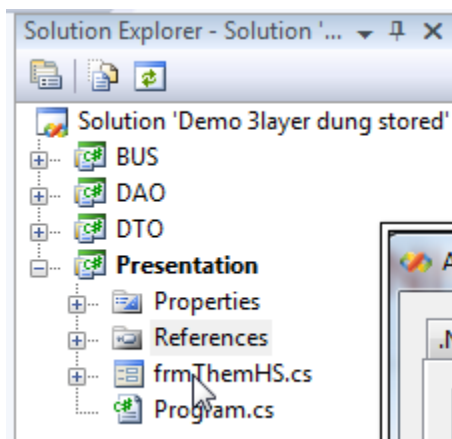 Solution Explorer - Solution '...
Solution 'Demo 3layer dung stored'
BUS
DAO
DTO
Presentation
A
Properties
References
.N
frmThemHS.cs
Program.cs